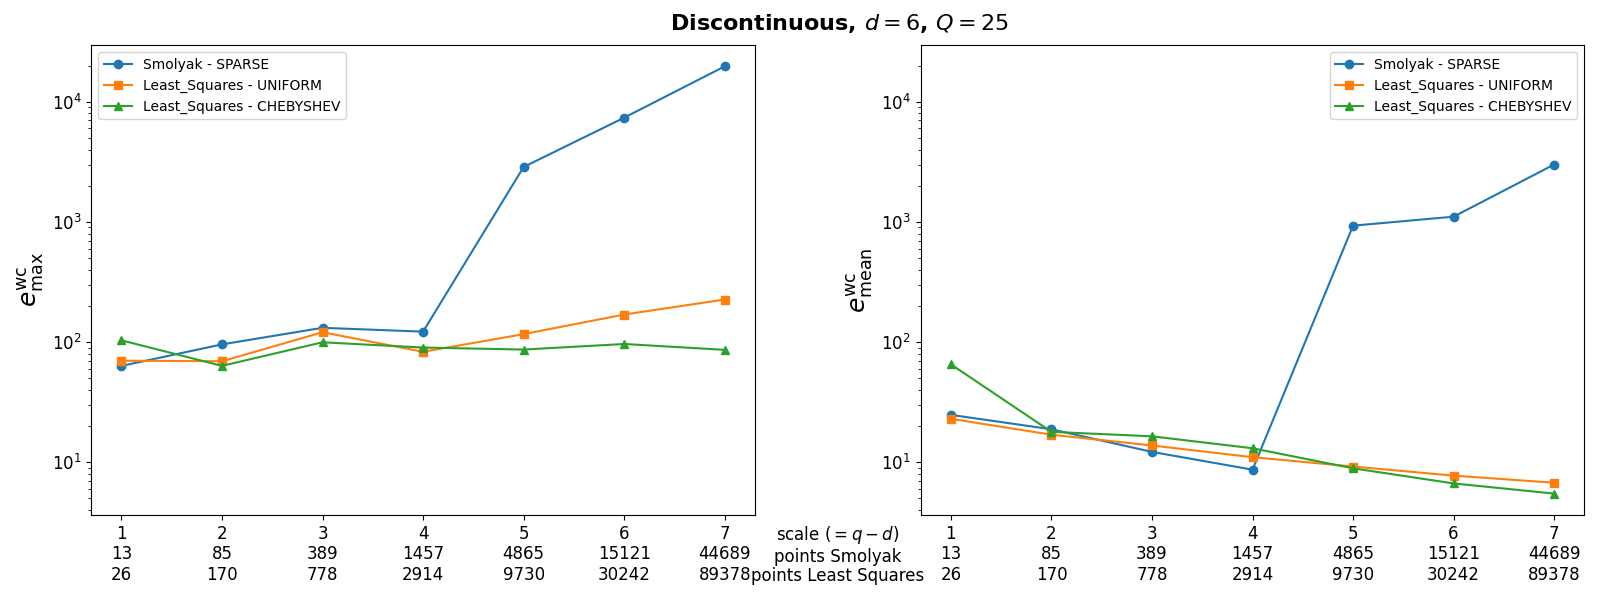 Discontinuous, d = 6, Q = 25
Smolyak - SPARSE
Least_Squares - UNIFORM
Least_Squares - CHEBYSHEV
10^4
10^3
10^2
10^1
e^wc_max
1 2 3 4 5 6 7
13 85 389 1457 4865 15121 44689
26 170 778 2914 9730 30242 89378
scale (= q − d)
points Smolyak
points Least Squares
Smolyak - SPARSE
Least_Squares - UNIFORM
Least_Squares - CHEBYSHEV
10^4
10^3
10^2
10^1
e^wc_mean
1 2 3 4 5 6 7
13 85 389 1457 4865 15121 44689
26 170 778 2914 9730 30242 89378